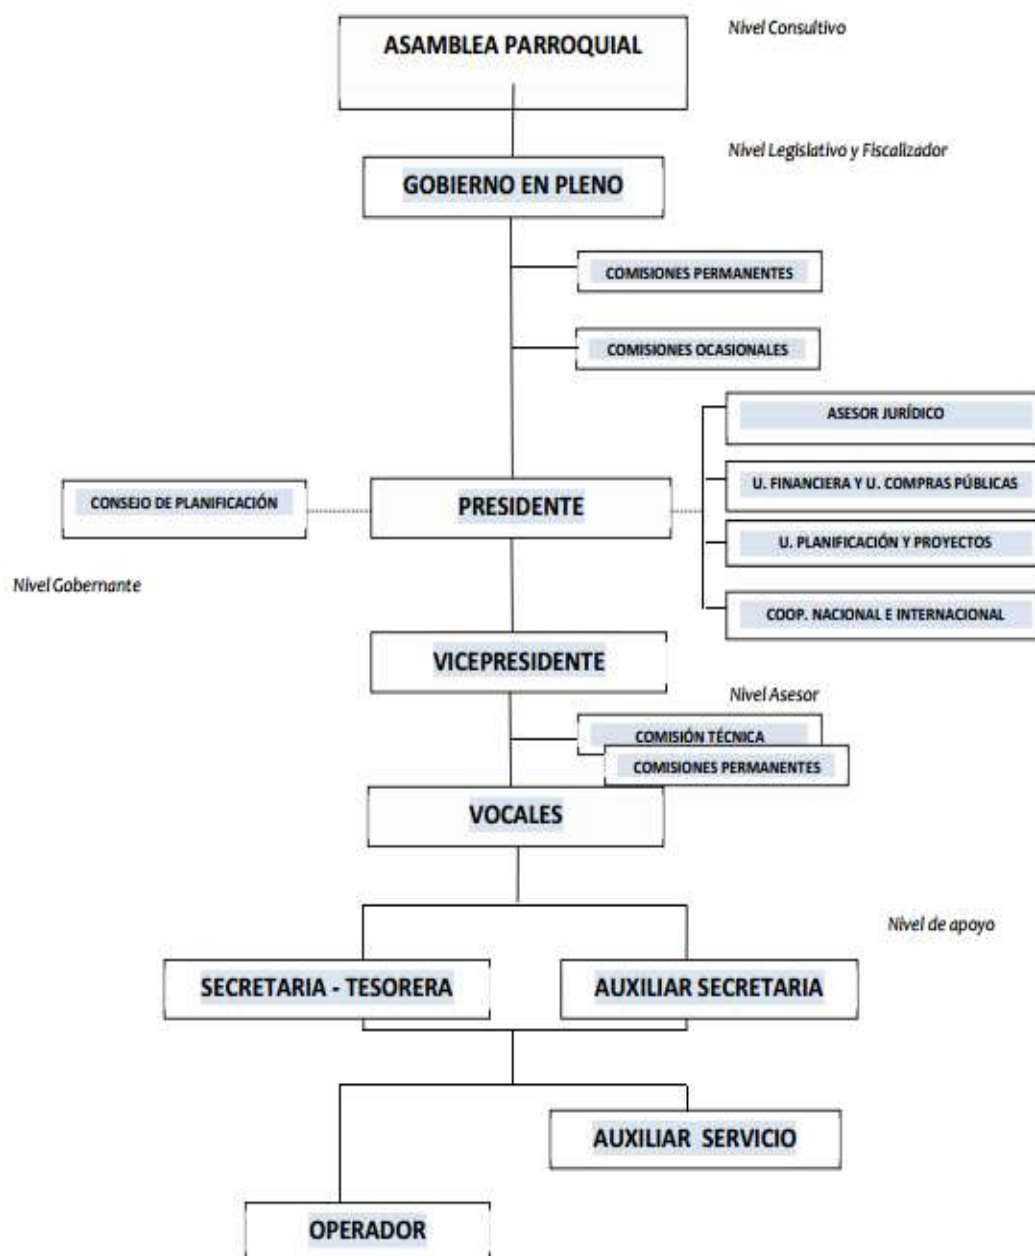 Nivel Consultivo
ASAMBLEA PARROQUIAL
Nivel Legislativo y Fiscalizador
GOBIERNO EN PLENO
COMISIONES PERMANENTES
COMISIONES OCASIONALES
ASESOR JURÍDICO
U. FINANCIERA Y U. COMPRAS PÚBLICAS
CONSEJO DE PLANIFICACIÓN
PRESIDENTE
U. PLANIFICACIÓN Y PROYECTOS
Nivel Gobernante
COOP. NACIONAL E INTERNACIONAL
VICEPRESIDENTE
Nivel Asesor
COMISIÓN TÉCNICA
COMISIONES PERMANENTES
VOCALES
Nivel de apoyo
SECRETARIA - TESORERA
AUXILIAR SECRETARIA
AUXILIAR SERVICIO
OPERADOR